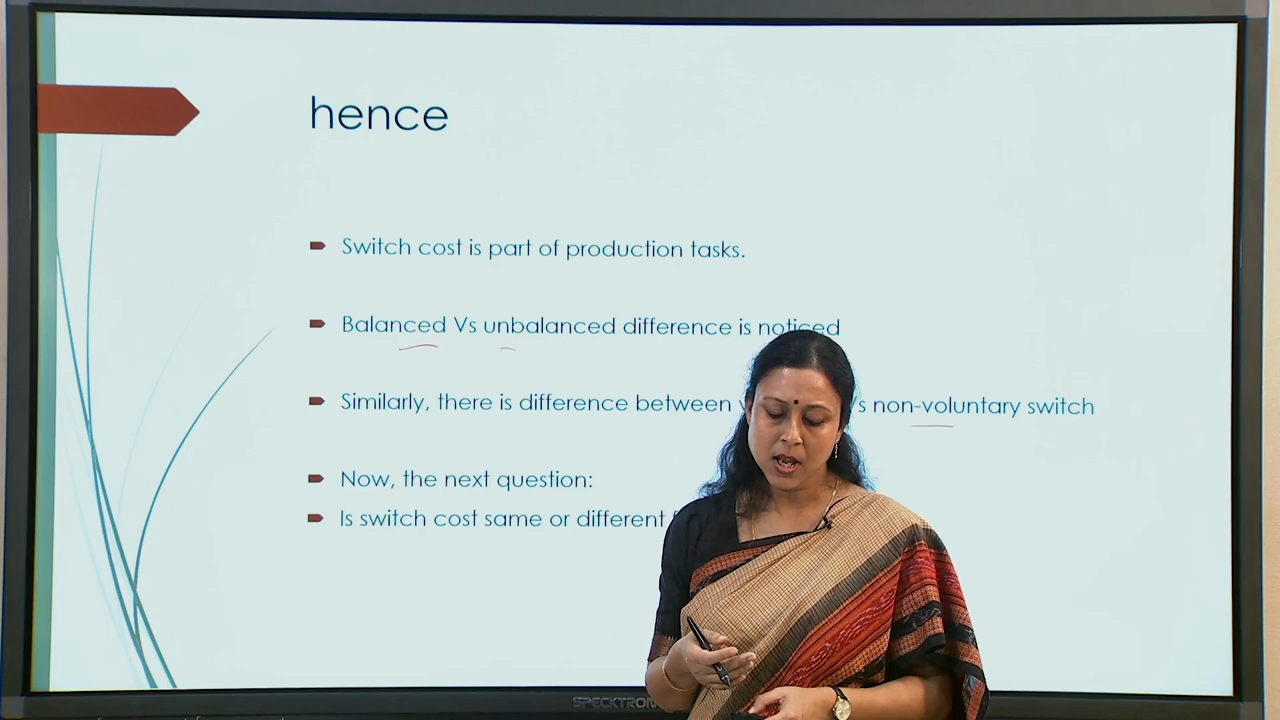 hence
Switch cost is part of production tasks.
Balanced Vs unbalanced difference is noticed
Similarly, there is difference between non-voluntary switch
Now, the next question:
Is switch cost same or different
SPECKTRON